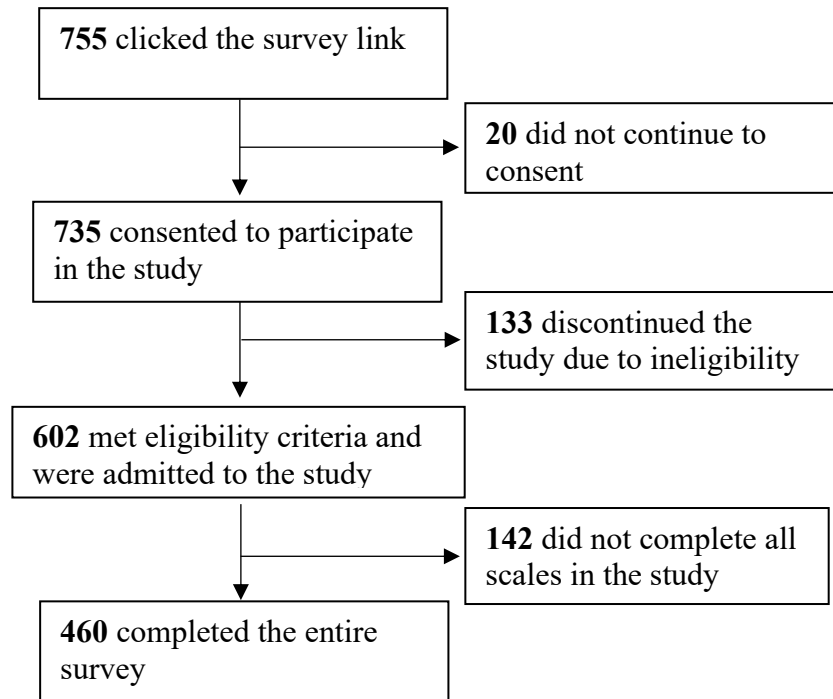 755 clicked the survey link
20 did not continue to
consent
735 consented to participate
in the study
133 discontinued the
study due to ineligibility
602 met eligibility criteria and
were admitted to the study
142 did not complete all
scales in the study
460 completed the entire
survey